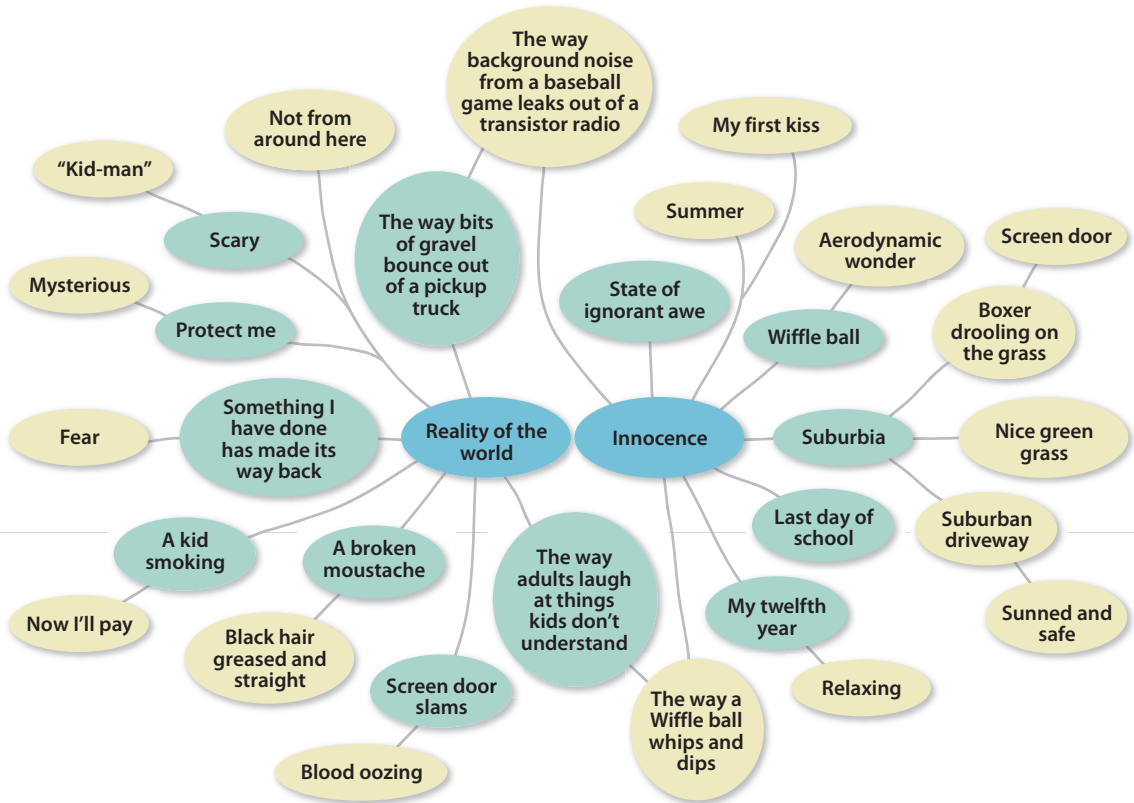 The way
background noise
from a baseball
game leaks out of a
transistor radio
Not from
around here
My first kiss
“Kid-man”
Scary
The way bits
of gravel
bounce out
of a pickup
truck
Summer
Aerodynamic
wonder
Screen door
Mysterious
Protect me
State of
ignorant awe
Wiffle ball
Boxer
drooling on
the grass
Fear
Something I
have done
has made its
way back
Reality of the
world
Innocence
Suburbia
Nice green
grass
A kid
smoking
A broken
moustache
The way
adults laugh
at things
kids don’t
understand
Last day of
school
Suburban
driveway
Now I’ll pay
Black hair
greased and
straight
My twelfth
year
Sunned and
safe
Screen door
slams
The way a
Wiffle ball
whips and
dips
Relaxing
Blood oozing